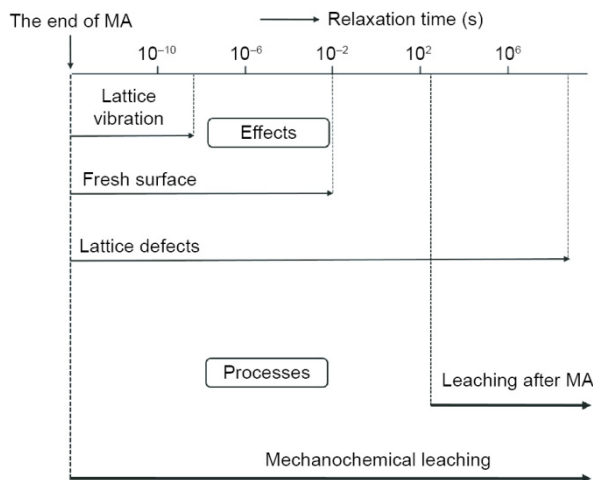 The end of MA
Relaxation time (s)
10⁻¹⁰ 10⁻⁶ 10⁻² 10² 10⁶
Lattice
vibration
Effects
Fresh surface
Lattice defects
Processes
Leaching after MA
Mechanochemical leaching